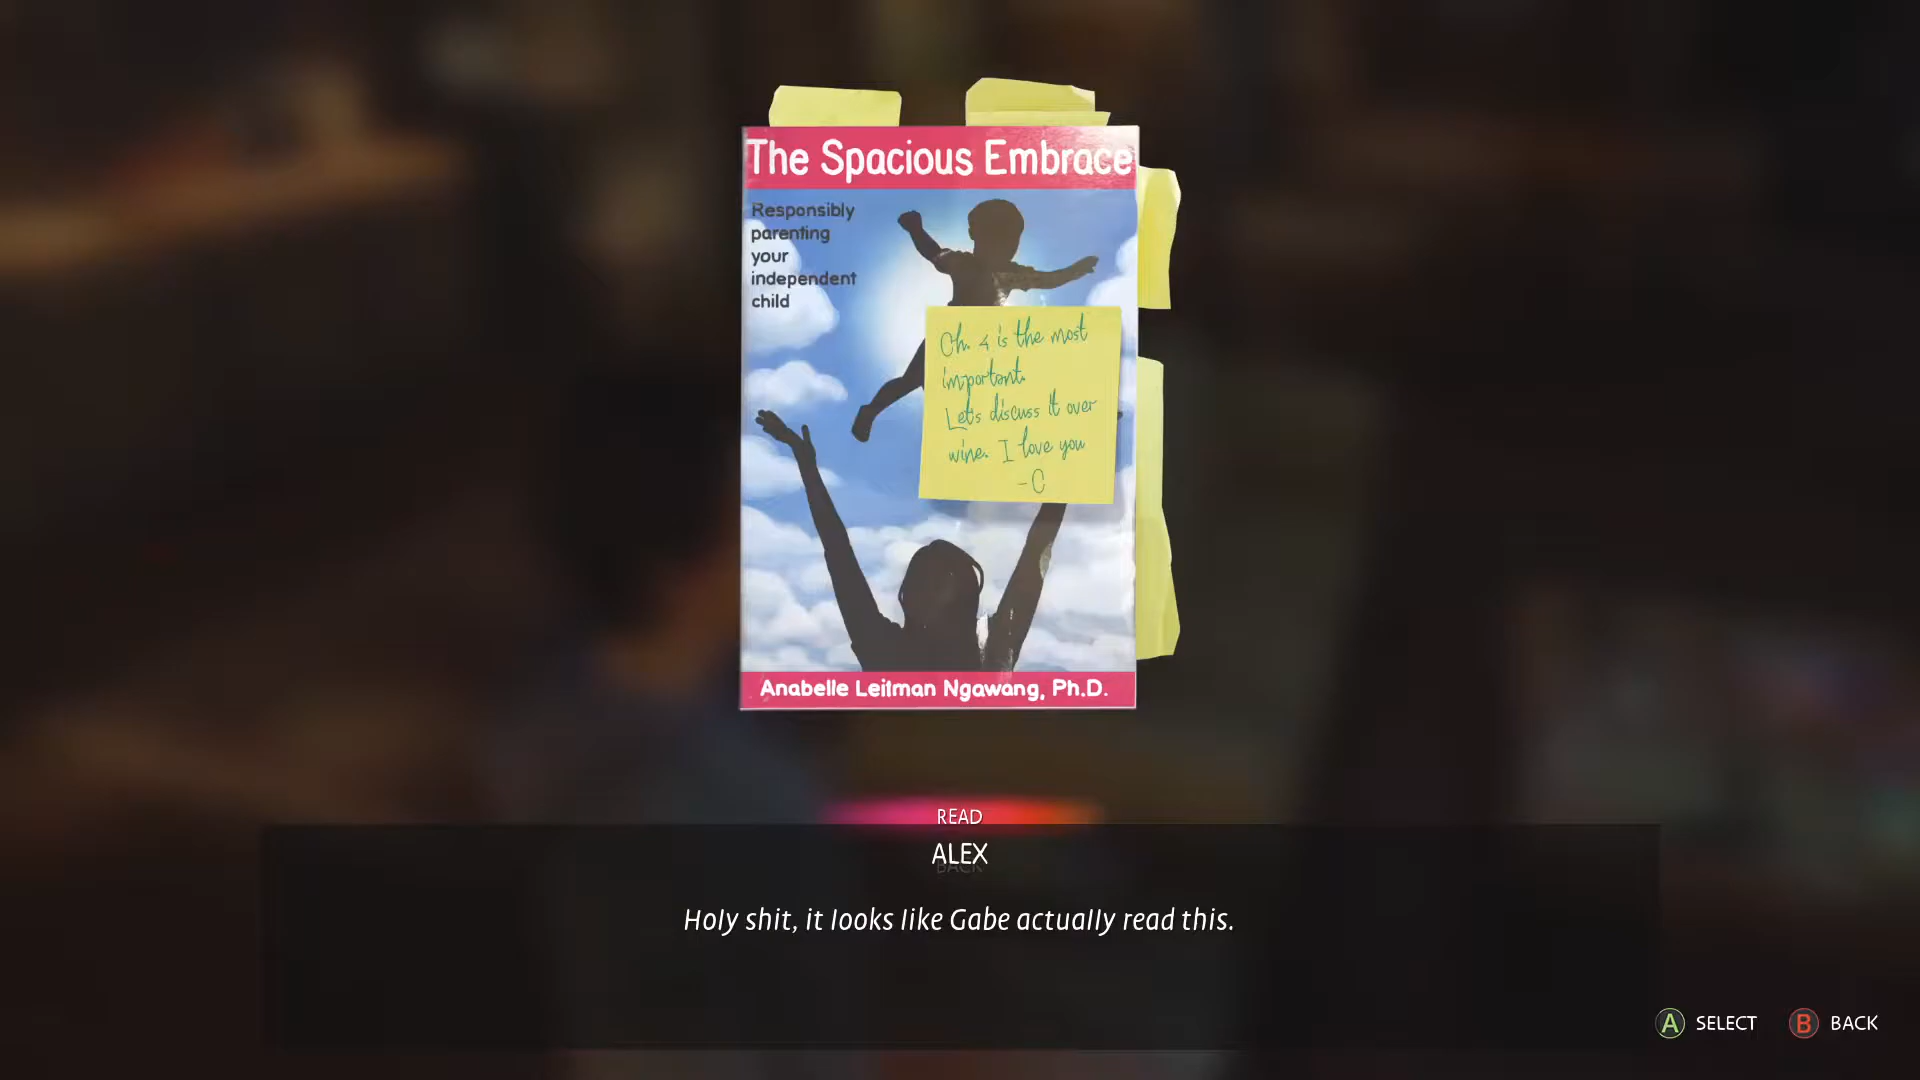 The Spacious Embrace
Responsibly
parenting
your
independent
child
Ch. 4 is the most
important.
Let's discuss it over
wine. I love you
-C
Anabelle Leitman Ngawang, Ph.D.
READ
ALEX
BACK
Holy shit, it looks like Gabe actually read this.
A SELECT B BACK